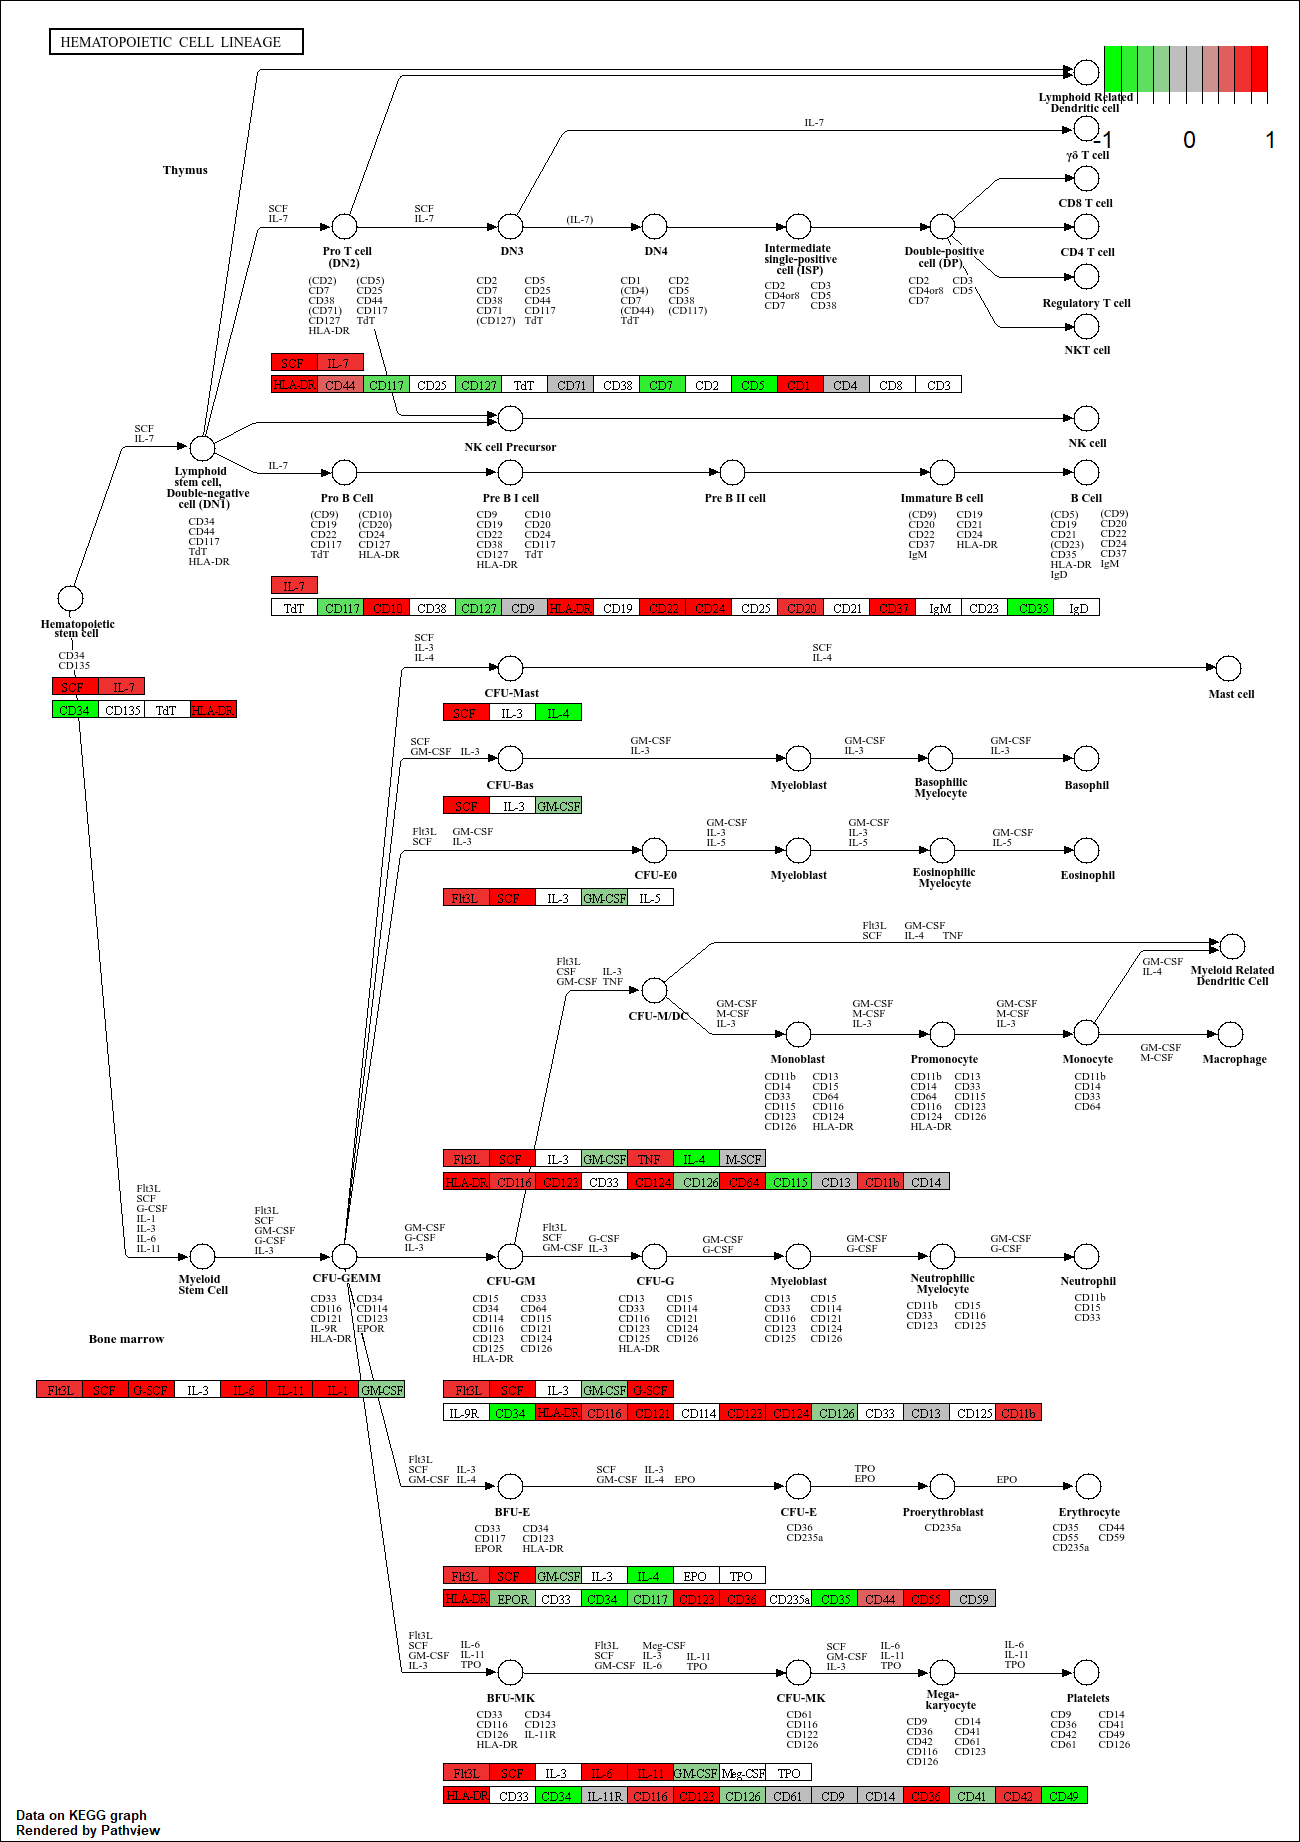 HEMATOPOIETIC CELL LINEAGE
-1 0 1
Lymphoid Related
Dendritic cell
IL-7
γδ T cell
Thymus
CD8 T cell
SCF
IL-7
SCF
IL-7
(IL-7)
Pro T cell
(DN2)
DN3
DN4
Intermediate
single-positive
cell (ISP)
Double-positive
cell (DP)
CD4 T cell
(CD2) (CD5)
CD7 CD25
CD38 CD44
(CD71) CD117
CD127 TdT
HLA-DR
CD2 CD5
CD7 CD25
CD38 CD44
CD71 CD117
(CD127) TdT
CD1 CD2
(CD4) CD5
CD7 CD38
(CD44) (CD117)
TdT
CD2 CD3
CD4or8 CD5
CD7 CD38
CD2 CD3
CD4or8 CD5
CD7
Regulatory T cell
NKT cell
SCF IL-7
HLA-DR CD44 CD117 CD25 CD127 TdT CD71 CD38 CD7 CD2 CD5 CD1 CD4 CD8 CD3
SCF
IL-7
NK cell Precursor
NK cell
Lymphoid
stem cell,
Double-negative
cell (DN1)
IL-7
Pro B Cell
Pre B I cell
Pre B II cell
Immature B cell
B Cell
CD34
CD44
CD117
TdT
HLA-DR
(CD9) (CD10)
CD19 (CD20)
CD22 CD24
CD117 CD127
TdT HLA-DR
CD9 CD10
CD19 CD20
CD22 CD24
CD38 CD117
CD127 TdT
HLA-DR
(CD9) CD19
CD20 CD21
CD22 CD24
CD37 HLA-DR
IgM
(CD5) (CD9)
CD19 CD20
CD21 CD22
(CD23) CD24
CD35 CD37
HLA-DR IgM
IgD
IL-7
TdT CD117 CD10 CD38 CD127 CD9 HLA-DR CD19 CD22 CD24 CD25 CD20 CD21 CD37 IgM CD23 CD35 IgD
Hematopoietic
stem cell
CD34
CD135
SCF IL-7
CD34 CD135 TdT HLA-DR
SCF
IL-3
IL-4
SCF
IL-4
CFU-Mast
Mast cell
SCF IL-3 IL-4
SCF
GM-CSF IL-3
GM-CSF
IL-3
GM-CSF
IL-3
GM-CSF
IL-3
CFU-Bas
Myeloblast
Basophilic
Myelocyte
Basophil
SCF IL-3 GM-CSF
Flt3L GM-CSF
SCF IL-3
GM-CSF
IL-3
IL-5
GM-CSF
IL-3
IL-5
GM-CSF
IL-5
CFU-E0
Myeloblast
Eosinophilic
Myelocyte
Eosinophil
Flt3L SCF IL-3 GM-CSF IL-5
Flt3L GM-CSF
SCF IL-4 TNF
Flt3L
CSF IL-3
GM-CSF TNF
GM-CSF
IL-4
Myeloid Related
Dendritic Cell
CFU-M/DC
GM-CSF
M-CSF
IL-3
GM-CSF
M-CSF
IL-3
GM-CSF
M-CSF
IL-3
GM-CSF
M-CSF
Monoblast
Promonocyte
Monocyte
Macrophage
CD11b CD13
CD14 CD15
CD33 CD64
CD115 CD116
CD123 CD124
CD126 HLA-DR
CD11b CD13
CD14 CD33
CD64 CD115
CD116 CD123
CD124 CD126
HLA-DR
CD11b
CD14
CD33
CD64
Flt3L SCF IL-3 GM-CSF TNF IL-4 M-SCF
HLA-DR CD116 CD123 CD33 CD124 CD126 CD64 CD115 CD13 CD11b CD14
Flt3L
SCF
G-CSF
IL-1
IL-3
IL-6
IL-11
Flt3L
SCF
GM-CSF
G-CSF
IL-3
GM-CSF
G-CSF
IL-3
Flt3L
SCF G-CSF
GM-CSF IL-3
GM-CSF
G-CSF
GM-CSF
G-CSF
GM-CSF
G-CSF
Myeloid
Stem Cell
CFU-GEMM
CFU-GM
CFU-G
Myeloblast
Neutrophilic
Myelocyte
Neutrophil
CD33 CD34
CD116 CD114
CD121 CD123
IL-9R EPOR
HLA-DR
CD15 CD33
CD34 CD64
CD114 CD115
CD116 CD121
CD123 CD124
CD125 CD126
HLA-DR
CD13 CD15
CD33 CD114
CD116 CD121
CD123 CD124
CD125 CD126
HLA-DR
CD13 CD15
CD33 CD114
CD116 CD121
CD123 CD124
CD125 CD126
CD11b CD15
CD33 CD116
CD123 CD125
CD11b
CD15
CD33
Bone marrow
Flt3L SCF G-SCF IL-3 IL-6 IL-11 IL-1 GM-CSF
Flt3L SCF IL-3 GM-CSF G-SCF
IL-9R CD34 HLA-DR CD116 CD121 CD114 CD123 CD124 CD126 CD33 CD13 CD125 CD11b
Flt3L
SCF IL-3
GM-CSF IL-4
SCF IL-3
GM-CSF IL-4 EPO
TPO
EPO
EPO
BFU-E
CFU-E
Proerythroblast
Erythrocyte
CD33 CD34
CD117 CD123
EPOR HLA-DR
CD36
CD235a
CD235a
CD35 CD44
CD55 CD59
CD235a
Flt3L SCF GM-CSF IL-3 IL-4 EPO TPO
HLA-DR EPOR CD33 CD34 CD117 CD123 CD36 CD235a CD35 CD44 CD55 CD59
Flt3L
SCF IL-6
GM-CSF IL-11
IL-3 TPO
Flt3L Meg-CSF
SCF IL-3 IL-11
GM-CSF IL-6 TPO
SCF IL-6
GM-CSF IL-11
IL-3 TPO
IL-6
IL-11
TPO
BFU-MK
CFU-MK
Mega-
karyocyte
Platelets
CD33 CD34
CD116 CD123
CD126 IL-11R
HLA-DR
CD61
CD116
CD122
CD126
CD9 CD14
CD36 CD41
CD42 CD61
CD116 CD123
CD126
CD9 CD14
CD36 CD41
CD42 CD49
CD61 CD126
Flt3L SCF IL-3 IL-6 IL-11 GM-CSF Meg-CSF TPO
HLA-DR CD33 CD34 IL-11R CD116 CD123 CD126 CD61 CD9 CD14 CD36 CD41 CD42 CD49
Data on KEGG graph
Rendered by Pathview